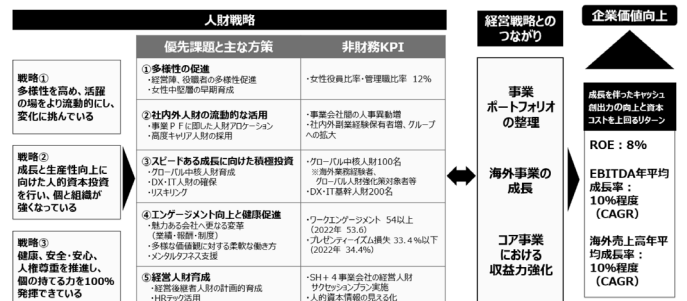 人財戦略
経営戦略との
つながり
企業価値向上
優先課題と主な方策
非財務KPI
戦略①
多様性を高め、活躍
の場をより流動的にし、
変化に挑んでいる
戦略②
成長と生産性向上に
向けた人的資本投資
を行い、個と組織が
強くなっている
戦略③
健康、安全・安心、
人権尊重を推進し、
個の持てる力を100%
発揮できている
①多様性の促進
・経営陣、役職者の多様性促進
・女性中堅層の早期育成
・女性役員比率・管理職比率 12%
②社内外人財の流動的な活用
・事業PFに即した人財アロケーション
・高度キャリア人財の採用
・事業会社間の人事異動増
・社内外副業経験保有者増、グループ
への拡大
③スピードある成長に向けた積極投資
・グローバル中核人財育成
・DX・IT人財の確保
・リスキリング
・グローバル中核人財100名
※海外業務経験者、
グローバル人財強化策対象者等
・DX・IT基幹人財200名
④エンゲージメント向上と健康促進
・魅力ある会社へ更なる変革
（業績・報酬・制度）
・多様な価値観に対する柔軟な働き方
・メンタルフネス支援
・ワークエンゲージメント 54以上
（2022年 53.6）
・プレゼンティーイズム損失 33.4%以下
（2022年 34.4%）
⑤経営人財育成
・経営後継者人財の計画的育成
・HRテック活用
・SH＋４事業会社の経営人財
サクセッションプラン実施
・人的資本情報の見える化
事業
ポートフォリオ
の整理
海外事業の
成長
コア事業
における
収益力強化
成長を伴ったキャッシュ
創出力の向上と資本
コストを上回るリターン
ROE：8%
EBITDA年平均
成長率：
10%程度
（CAGR）
海外売上高年平
均成長率：
10%程度
（CAGR）